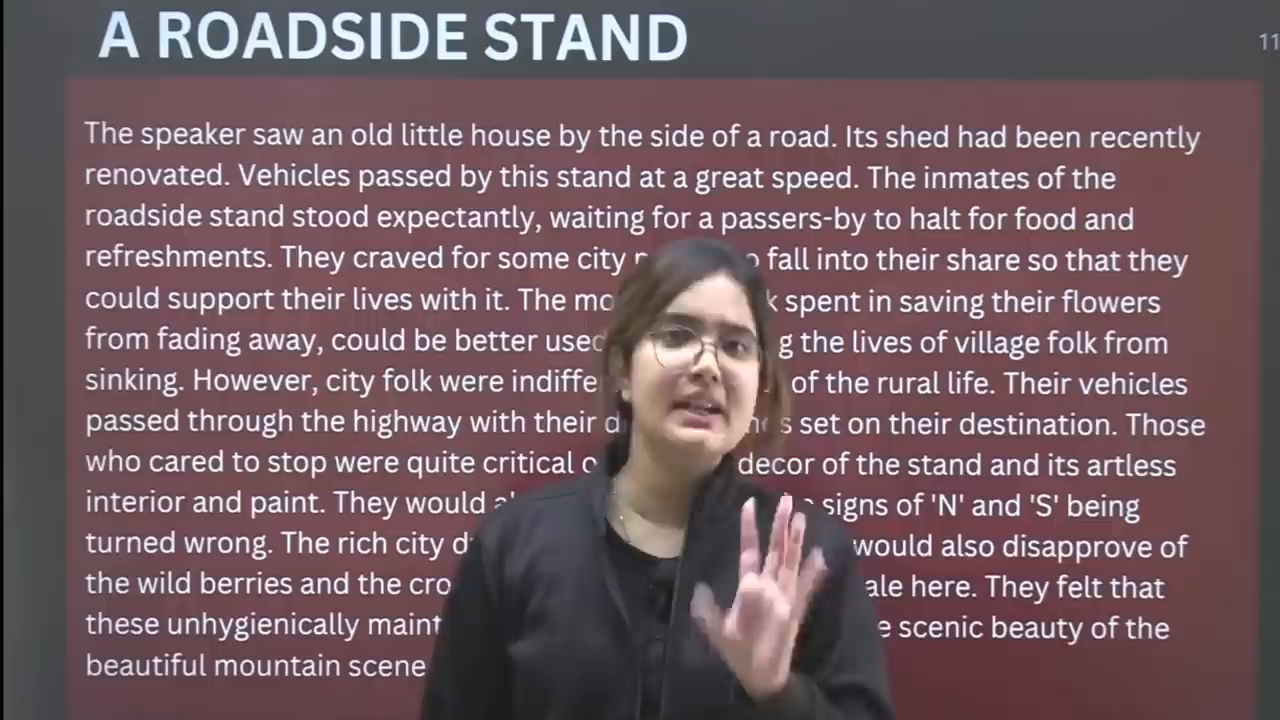 A ROADSIDE STAND
11
The speaker saw an old little house by the side of a road. Its shed had been recently
renovated. Vehicles passed by this stand at a great speed. The inmates of the
roadside stand stood expectantly, waiting for a passers-by to halt for food and
refreshments. They craved for some city fall into their share so that they
could support their lives with it. The spent in saving their flowers
from fading away, could be better used the lives of village folk from
sinking. However, city folk were of the rural life. Their vehicles
passed through the highway with their set on their destination. Those
who cared to stop were quite critical decor of the stand and its artless
interior and paint. They would signs of 'N' and 'S' being
turned wrong. The rich city would also disapprove of
the wild berries and the here. They felt that
these unhygienically scenic beauty of the
beautiful mountain